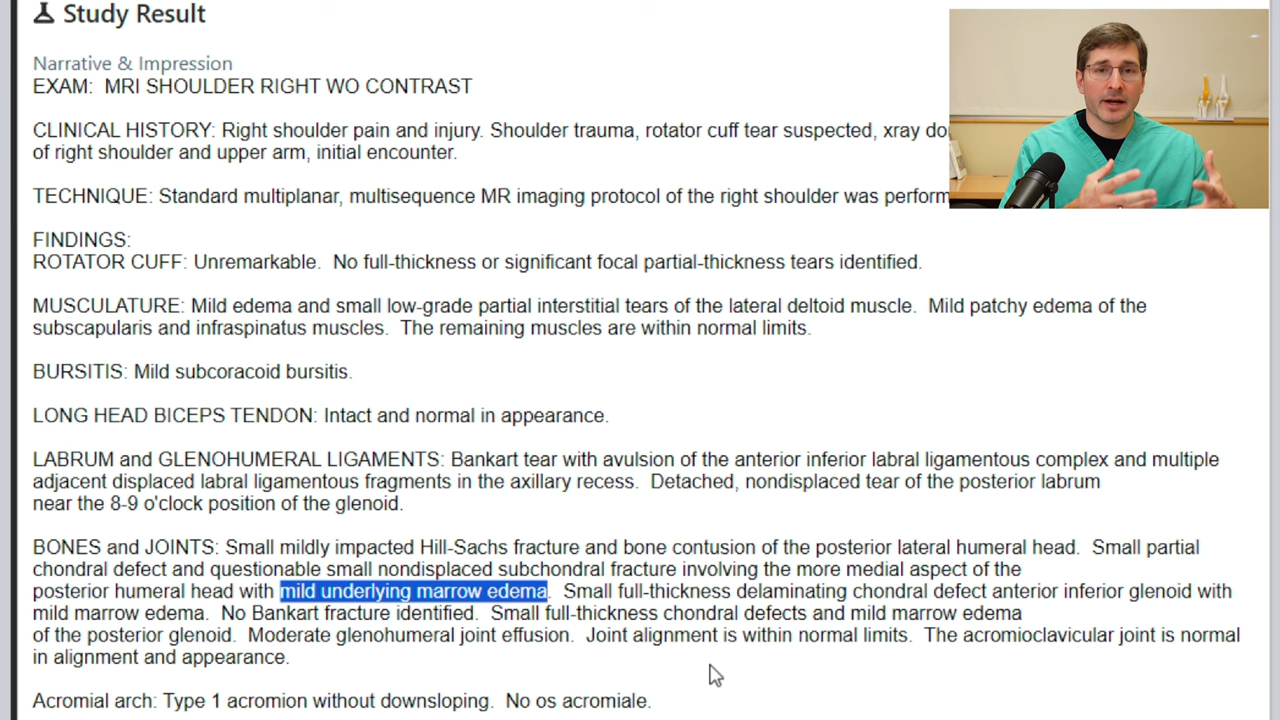 Study Result
Narrative & Impression
EXAM: MRI SHOULDER RIGHT WO CONTRAST
CLINICAL HISTORY: Right shoulder pain and injury. Shoulder trauma, rotator cuff tear suspected, xray
of right shoulder and upper arm, initial encounter.
TECHNIQUE: Standard multiplanar, multisequence MR imaging protocol of the right shoulder was
FINDINGS:
ROTATOR CUFF: Unremarkable. No full-thickness or significant focal partial-thickness tears identified.
MUSCULATURE: Mild edema and small low-grade partial interstitial tears of the lateral deltoid muscle. Mild patchy edema of the
subscapularis and infraspinatus muscles. The remaining muscles are within normal limits.
BURSITIS: Mild subcoracoid bursitis.
LONG HEAD BICEPS TENDON: Intact and normal in appearance.
LABRUM and GLENOHUMERAL LIGAMENTS: Bankart tear with avulsion of the anterior inferior labral ligamentous complex and multiple
adjacent displaced labral ligamentous fragments in the axillary recess. Detached, nondisplaced tear of the posterior labrum
near the 8-9 o'clock position of the glenoid.
BONES and JOINTS: Small mildly impacted Hill-Sachs fracture and bone contusion of the posterior lateral humeral head. Small partial
chondral defect and questionable small nondisplaced subchondral fracture involving the more medial aspect of the
posterior humeral head with mild underlying marrow edema. Small full-thickness delaminating chondral defect anterior inferior glenoid with
mild marrow edema. No Bankart fracture identified. Small full-thickness chondral defects and mild marrow edema
of the posterior glenoid. Moderate glenohumeral joint effusion. Joint alignment is within normal limits. The acromioclavicular joint is normal
in alignment and appearance.
Acromial arch: Type 1 acromion without downsloping. No os acromiale.